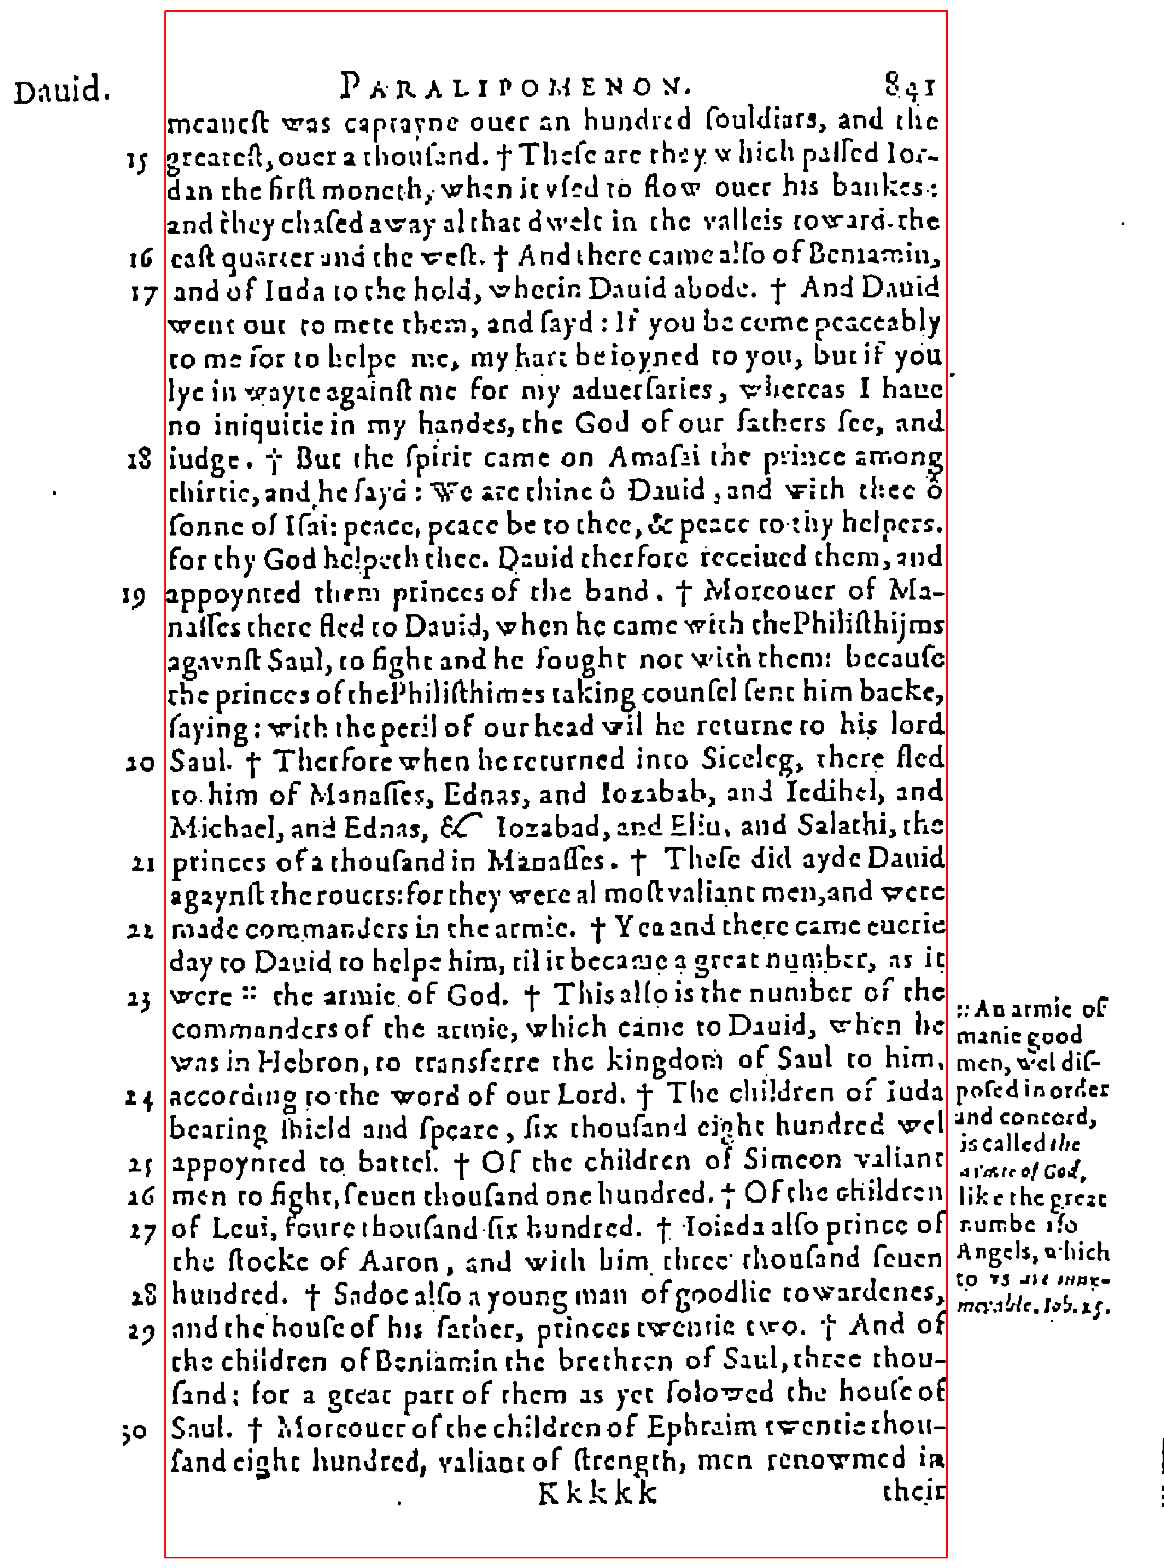 Dauid. PARALIPOMENON. 841
meaneſt was captayne ouer an hundred ſouldiars, and the
15 greateſt, ouer a thouſand. † Theſe are they which paſſed Ior-
dan the firſt moneth, when it vſed to flow ouer his bankes:
and they chaſed away al that dwelt in the valleis toward the
16 eaſt quarter and the weſt. † And there came alſo of Beniamin,
17 and of Iuda to the hold, wherin Dauid abode. † And Dauid
went out to mete them, and ſayd: If you be come peaceably
to me for to helpe me, my hart be ioyned to you, but if you
lye in wayte againſt me for my aduerſaries, whereas I haue
no iniquitie in my handes, the God of our fathers ſee, and
18 iudge. † But the ſpirit came on Amaſai the prince among
thirtie, and he ſayd: We are thine ô Dauid, and with thee ô
ſonne of Iſai: peace, peace be to thee, & peace to thy helpers.
for thy God helpeth thee. Dauid therfore receiued them, and
19 appoynted them princes of the band. † Moreouer of Ma-
naſſes there fled to Dauid, when he came with the Philiſthijms
agaynſt Saul, to fight and he fought not with them: becauſe
the princes of the Philiſthimes taking counſel ſent him backe,
ſaying: with the peril of our head wil he returne to his lord
20 Saul. † Therfore when he returned into Siceleg, there fled
to him of Manaſſes, Ednas, and Iozabab, and Iedihel, and
Michael, and Ednas, & Iozabad, and Eliu, and Salathi, the
21 princes of a thouſand in Manaſſes. † Theſe did ayde Dauid
agaynſt the rouers: for they were al moſt valiant men, and were
22 made commanders in the armie. † Yea and there came euerie
day to Dauid to helpe him, til it became a great number, as it
23 were :: the armie of God. † This alſo is the number of the
commanders of the armie, which came to Dauid, when he
was in Hebron, to transferre the kingdom of Saul to him,
24 according to the word of our Lord. † The children of Iuda
bearing ſhield and ſpeare, ſix thouſand eight hundred wel
25 appoynted to battel. † Of the children of Simeon valiant
26 men to fight, ſeuen thouſand one hundred. † Of the children
27 of Leui, foure thouſand ſix hundred. † Ioiada alſo prince of
the ſtocke of Aaron, and with him three thouſand ſeuen
28 hundred. † Sadoc alſo a young man of goodlie towardenes,
29 and the houſe of his father, princes twentie two. † And of
the children of Beniamin the brethren of Saul, three thou-
ſand: for a great part of them as yet folowed the houſe of
30 Saul. † Moreouer of the children of Ephraim twentie thou-
ſand eight hundred, valiant of ſtrength, men renowmed in
Kkkkk their
:: An armie of
manie good
men, wel diſ-
poſed in order
and concord,
is called the
armie of God,
like the great
numbe
Angels, which
to vs are innu-
merable. Iob. 25.